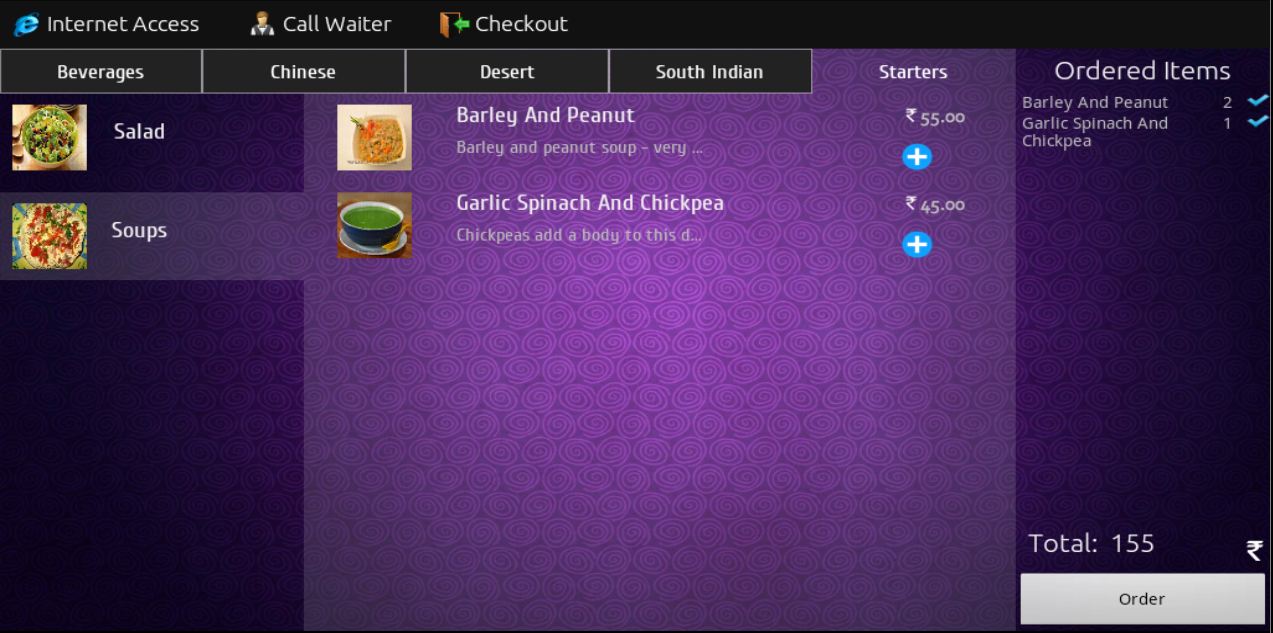 Internet Access Call Waiter Checkout
Beverages Chinese Desert South Indian Starters
Ordered Items
Salad
Soups
Barley And Peanut ₹ 55.00
Barley and peanut soup - very ...
Garlic Spinach And Chickpea ₹ 45.00
Chickpeas add a body to this d...
Barley And Peanut 2
Garlic Spinach And 1
Chickpea
Total: 155 ₹
Order